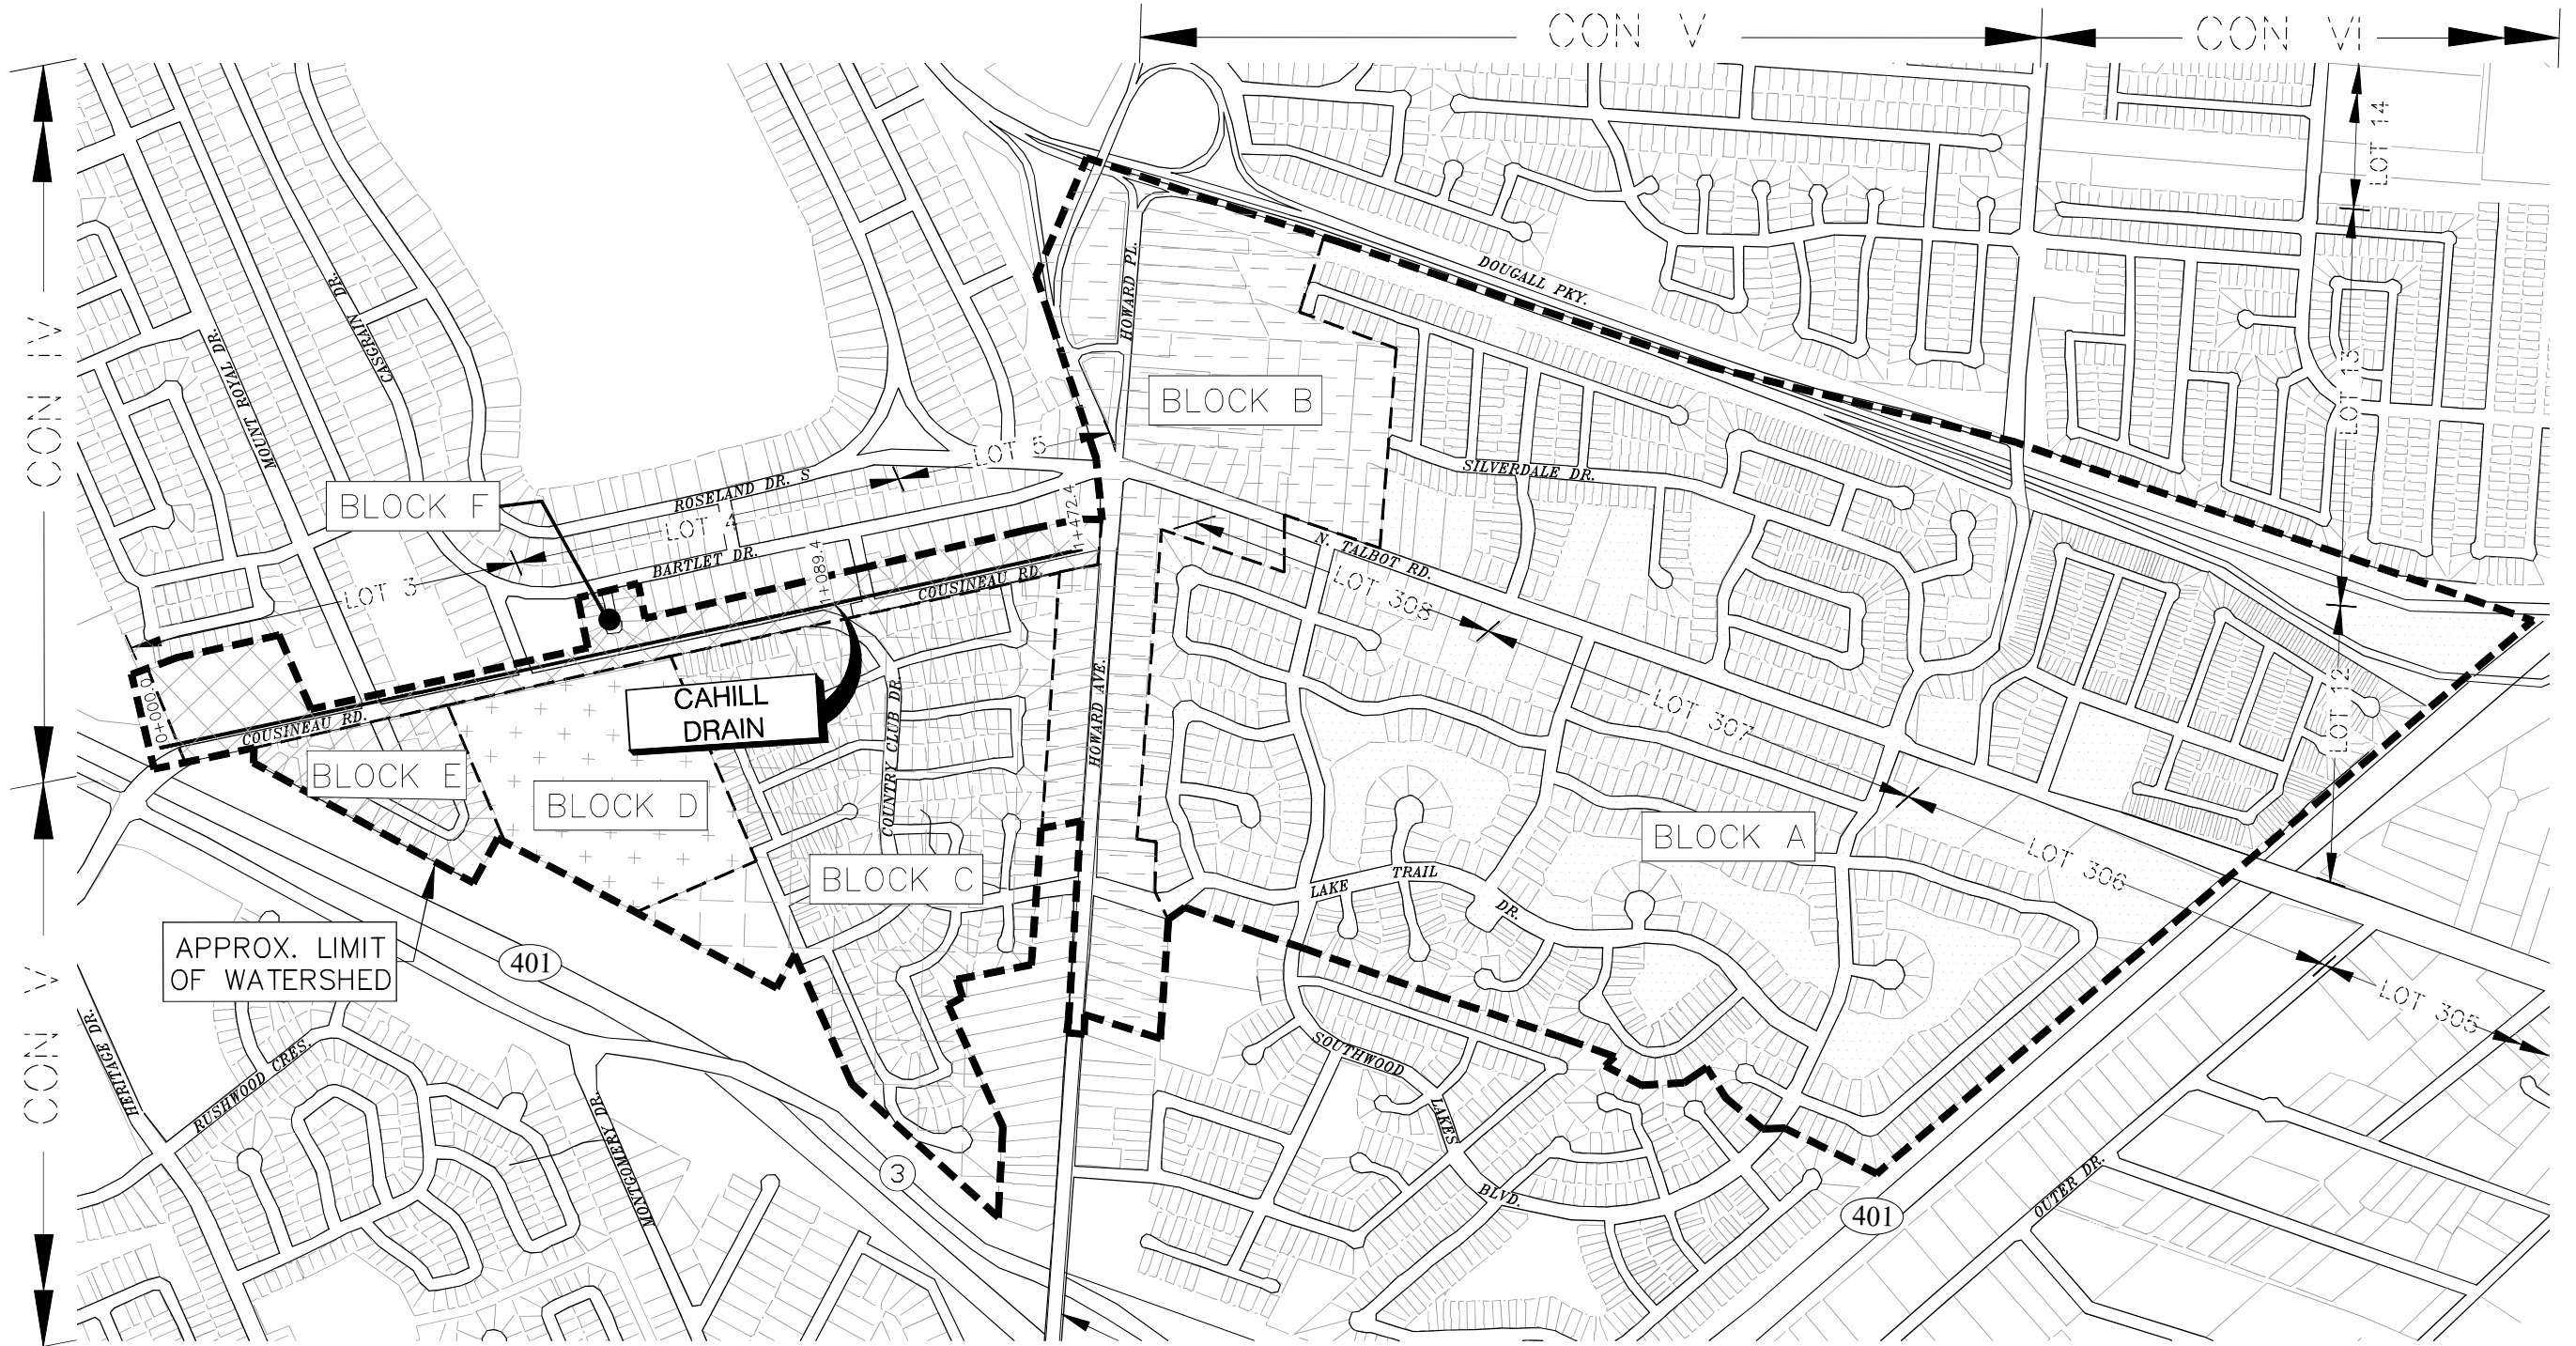 CON V
CON VI
CON IV
CON V
LOT 14
LOT 13
LOT 12
DOUGALL PKY.
HOWARD PL.
BLOCK B
MOUNT ROYAL DR.
CASGRAIN DR.
BLOCK F
ROSELAND DR. S
LOT 5
LOT 4
LOT 3
BARTLET DR.
1+089.4
1+472.4
COUSINEAU RD.
SILVERDALE DR.
N. TALBOT RD.
LOT 308
LOT 307
LOT 306
LOT 305
0+000.0
COUSINEAU RD.
BLOCK E
BLOCK D
CAHILL
DRAIN
COUNTRY CLUB DR.
HOWARD AVE.
BLOCK C
BLOCK A
LAKE TRAIL DR.
APPROX. LIMIT
OF WATERSHED
401
3
401
HERITAGE DR.
RUSHWOOD CRES.
MONTGOMERY DR.
SOUTHWOOD LAKES BLVD.
OUTER DR.